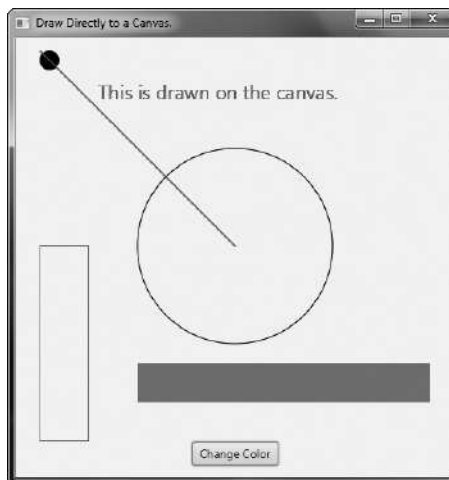 Draw Directly to a Canvas.
This is drawn on the canvas.
Change Color